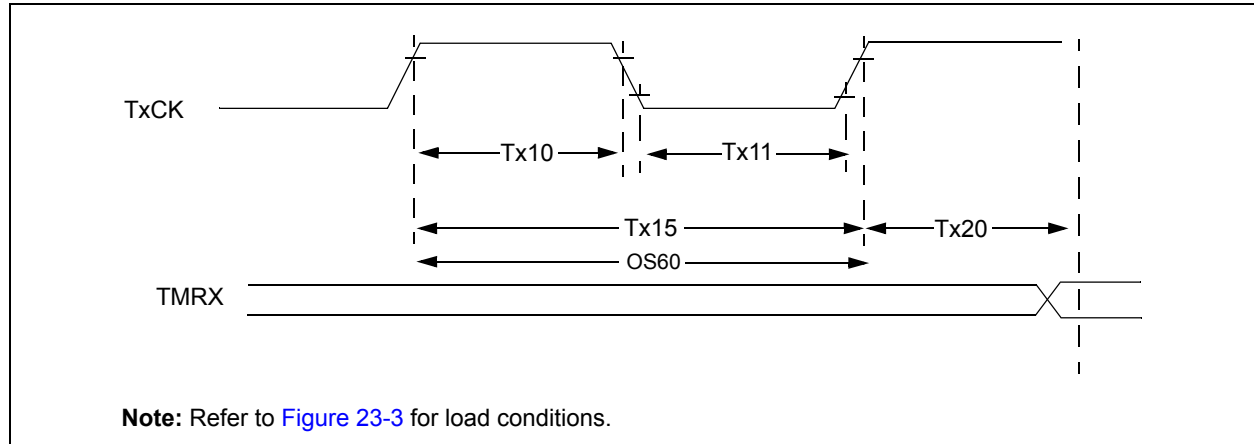 TxCK
Tx10
Tx11
Tx15
Tx20
OS60
TMRX
Note: Refer to Figure 23-3 for load conditions.